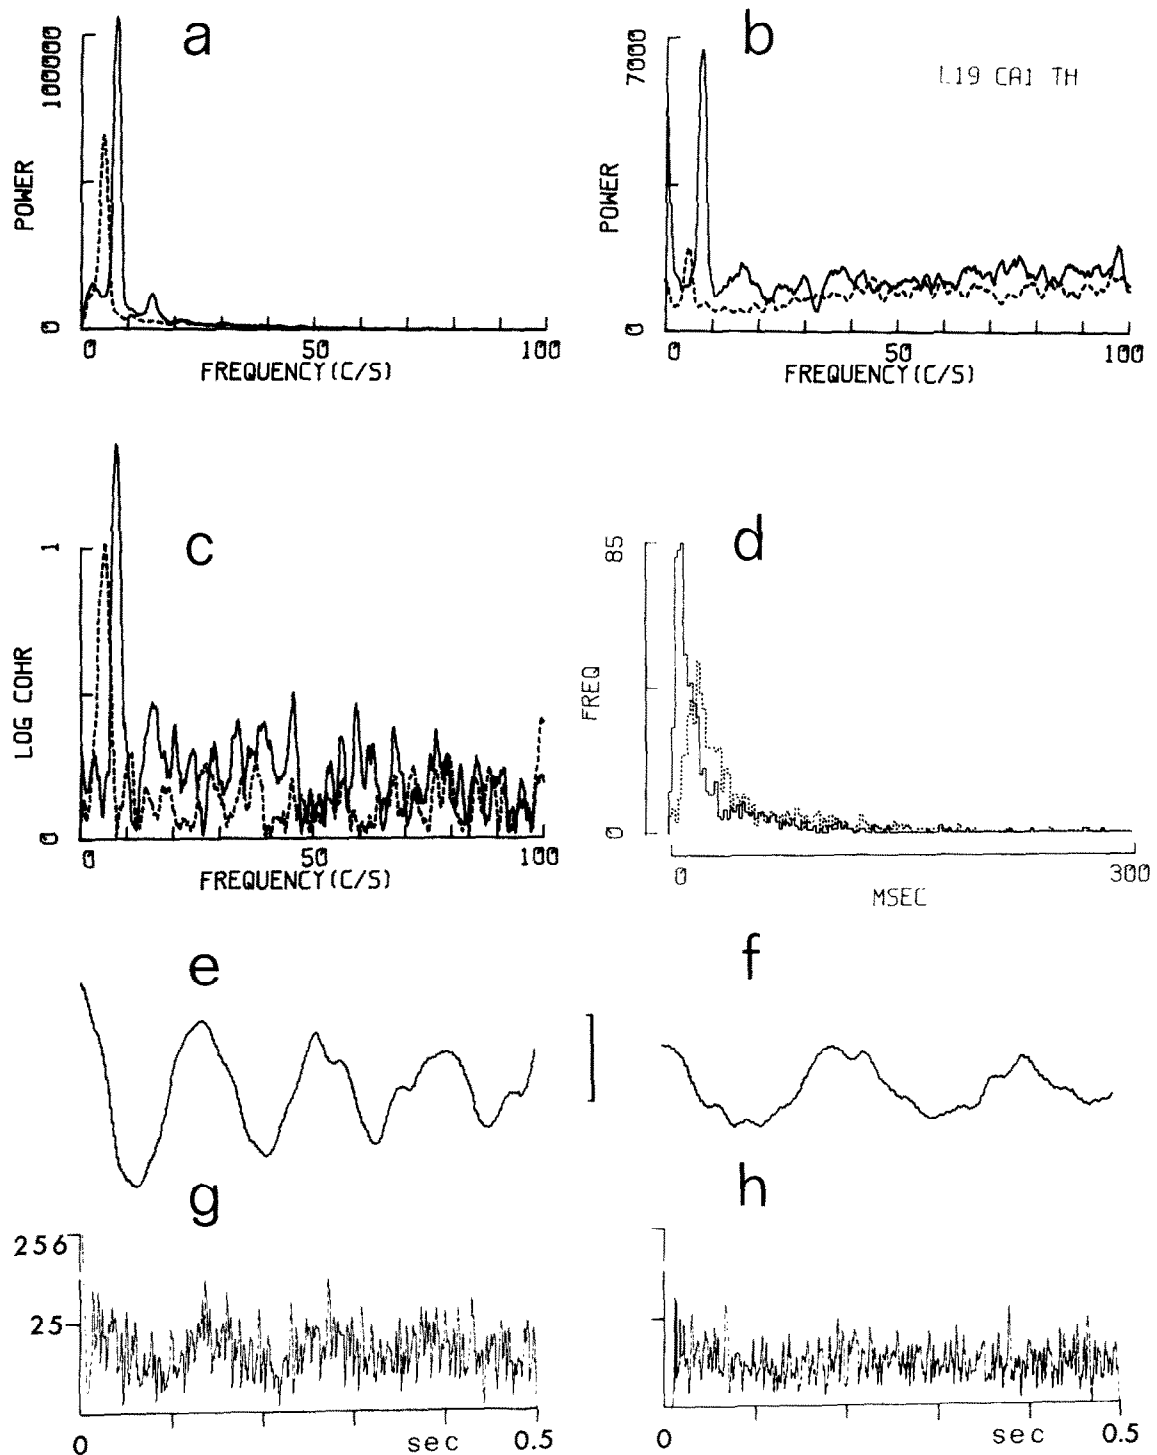 a
100000
POWER
0
0
50
100
FREQUENCY(C/S)
b
7000
L19 CA1 TH
POWER
0
0
50
100
FREQUENCY(C/S)
c
1
LOG COHR
0
0
50
100
FREQUENCY(C/S)
d
85
FREQ
0
0
300
MSEC
e
f
g
256
25
0
sec
0.5
h
0
sec
0.5